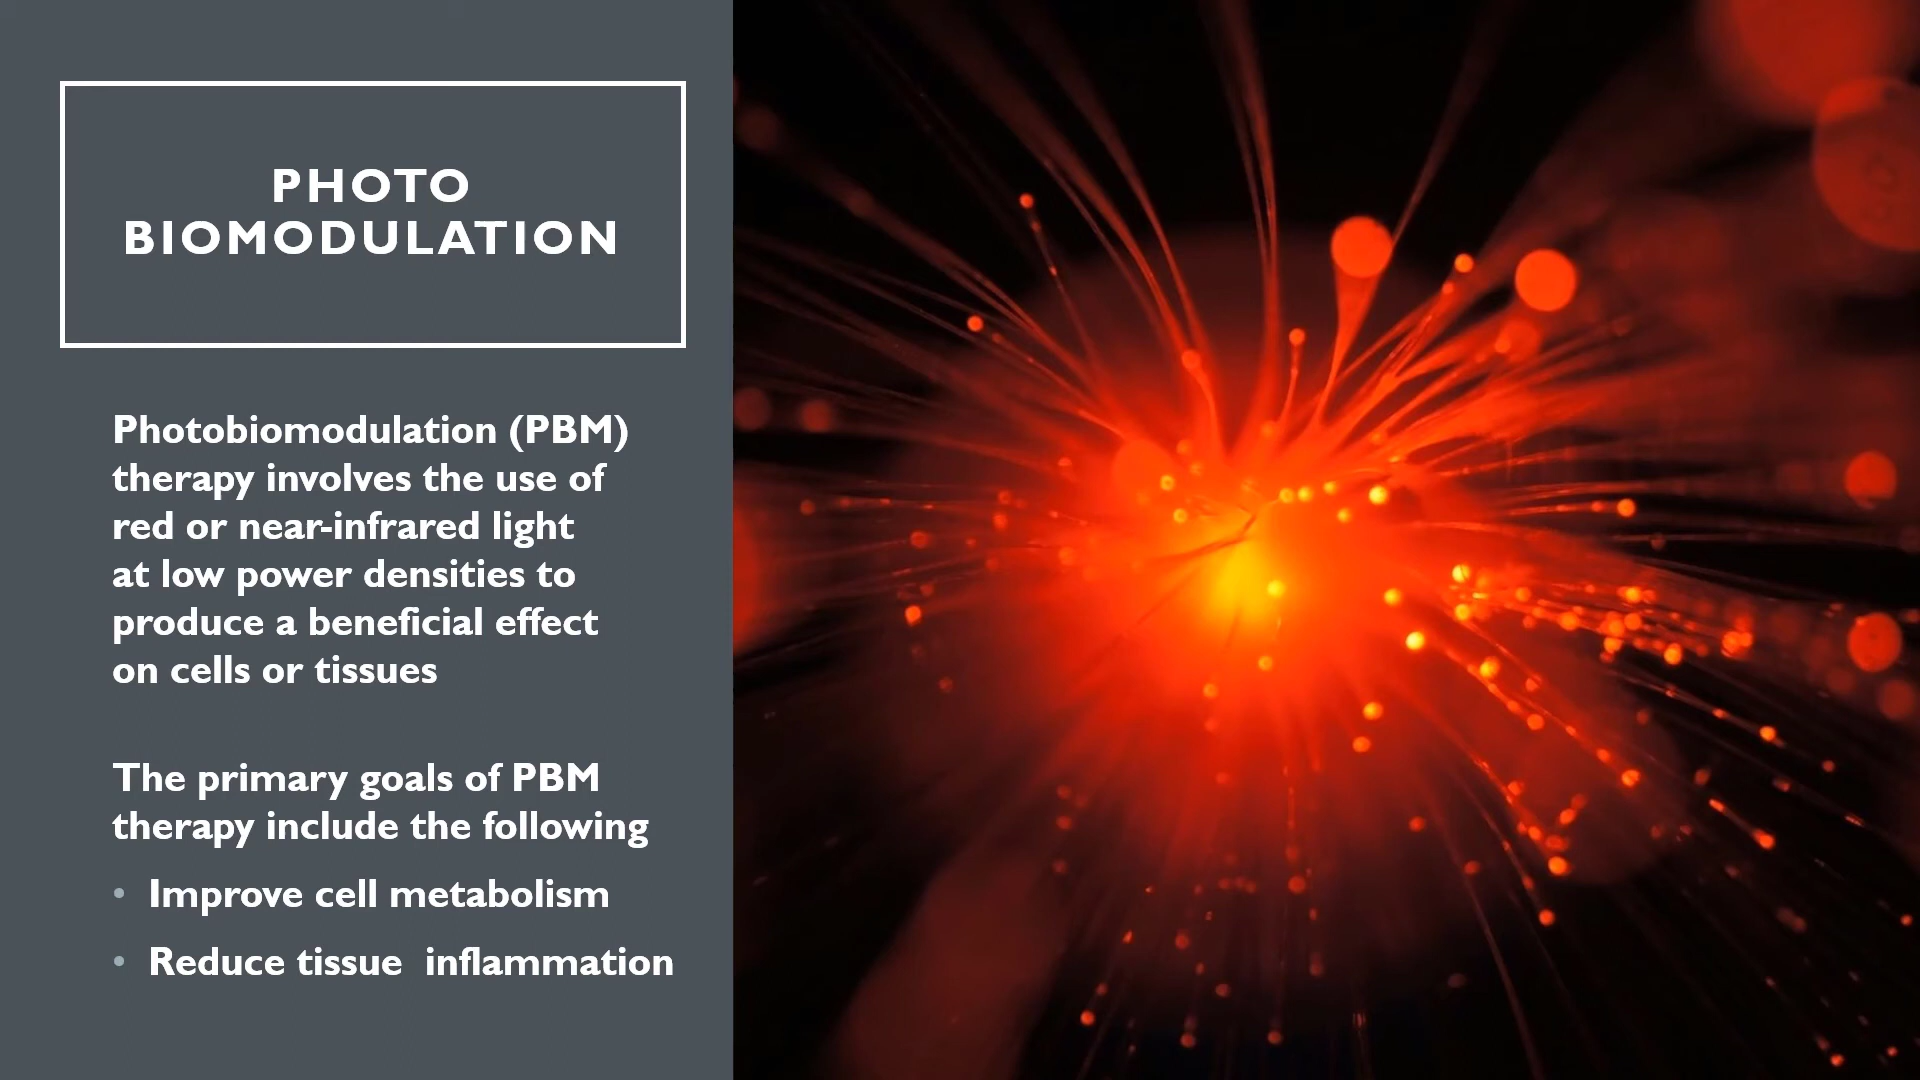 PHOTO
BIOMODULATION
Photobiomodulation (PBM)
therapy involves the use of
red or near-infrared light
at low power densities to
produce a beneficial effect
on cells or tissues
The primary goals of PBM
therapy include the following
• Improve cell metabolism
• Reduce tissue  inflammation